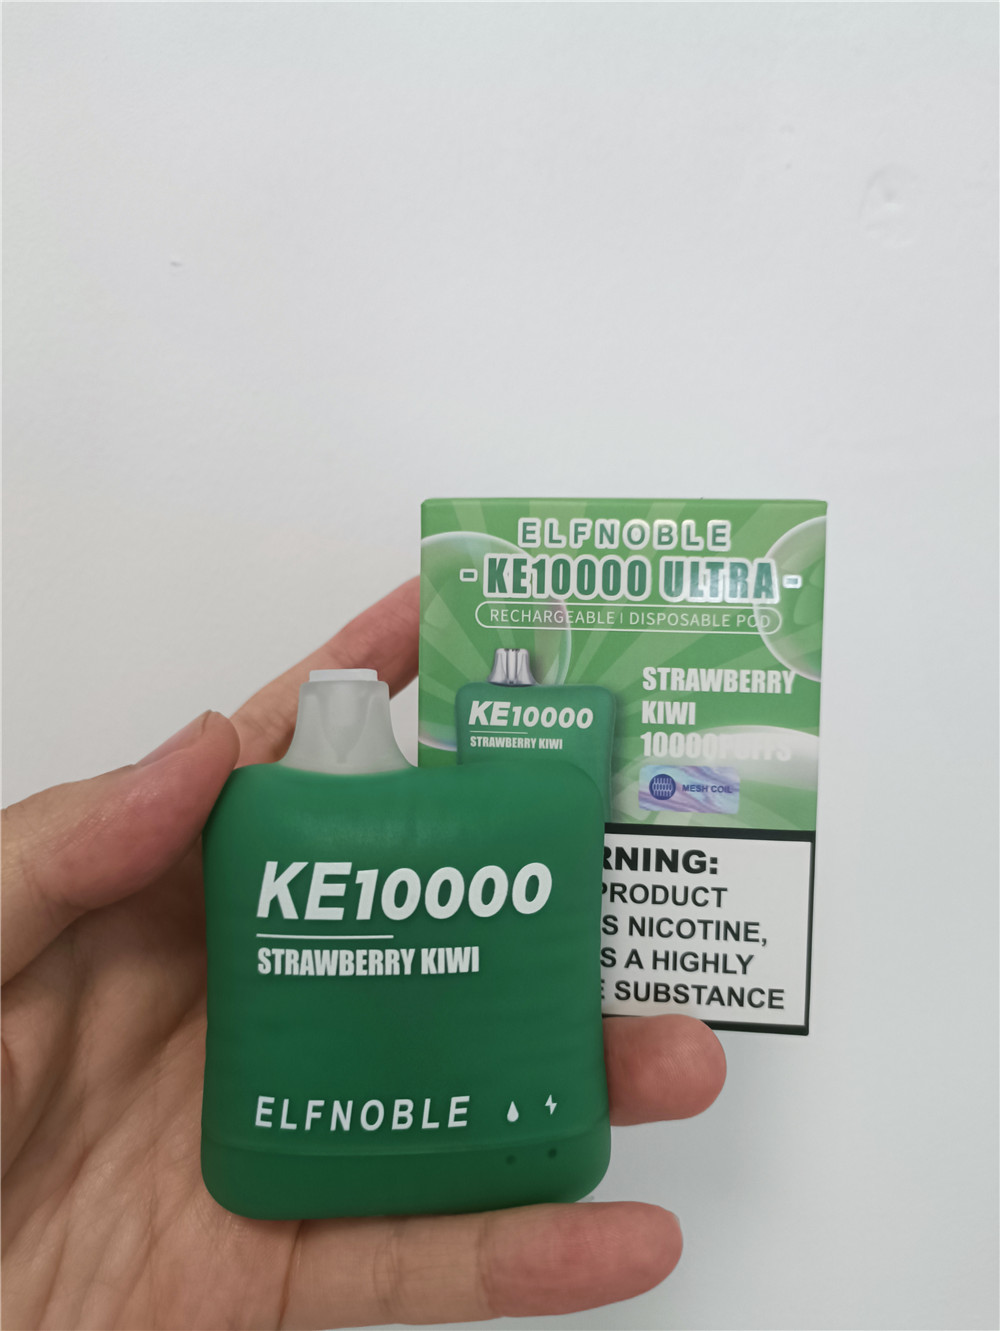 ELFNOBLE
- KE10000 ULTRA -
RECHARGEABLE | DISPOSABLE POD
KE10000
STRAWBERRY KIWI
STRAWBERRY
KIWI
10000PUFFS
MESH COIL
RNING:
PRODUCT
S NICOTINE,
S A HIGHLY
E SUBSTANCE
KE10000
STRAWBERRY KIWI
ELFNOBLE